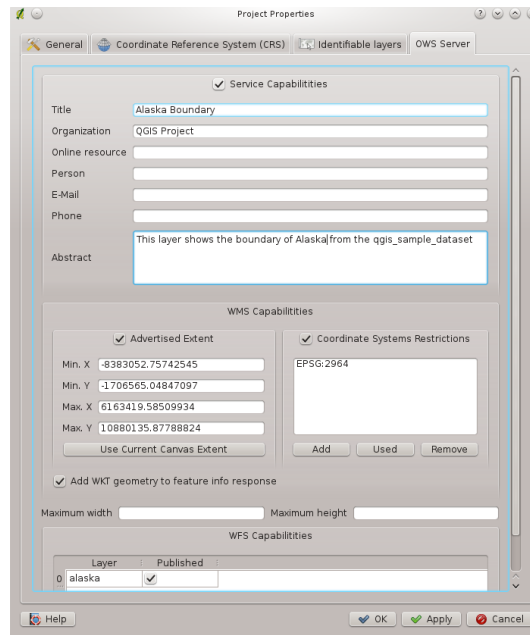 Project Properties
General
Coordinate Reference System (CRS)
Identifiable layers
OWS Server
Service Capabilitities
Title
Alaska Boundary
Organization
QGIS Project
Online resource
Person
E-Mail
Phone
Abstract
This layer shows the boundary of Alaska from the qgis_sample_dataset
WMS Capabilitities
Advertised Extent
Min. X -8383052.75742545
Min. Y -1706565.04847097
Max. X 6163419.58509934
Max. Y 10880135.87788824
Use Current Canvas Extent
Coordinate Systems Restrictions
EPSG:2964
Add Used Remove
Add WKT geometry to feature info response
Maximum width Maximum height
WFS Capabilitities
Layer Published
0 alaska
Help OK Apply Cancel